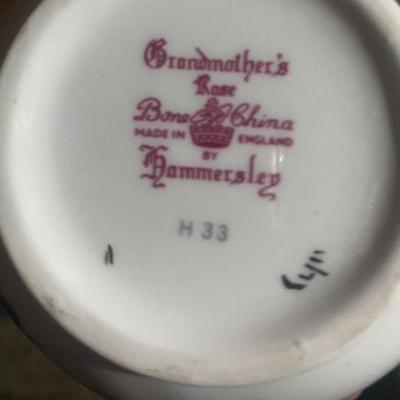 Grandmother's
Rose
Bone China
MADE IN ENGLAND
BY
Hammersley
H 33